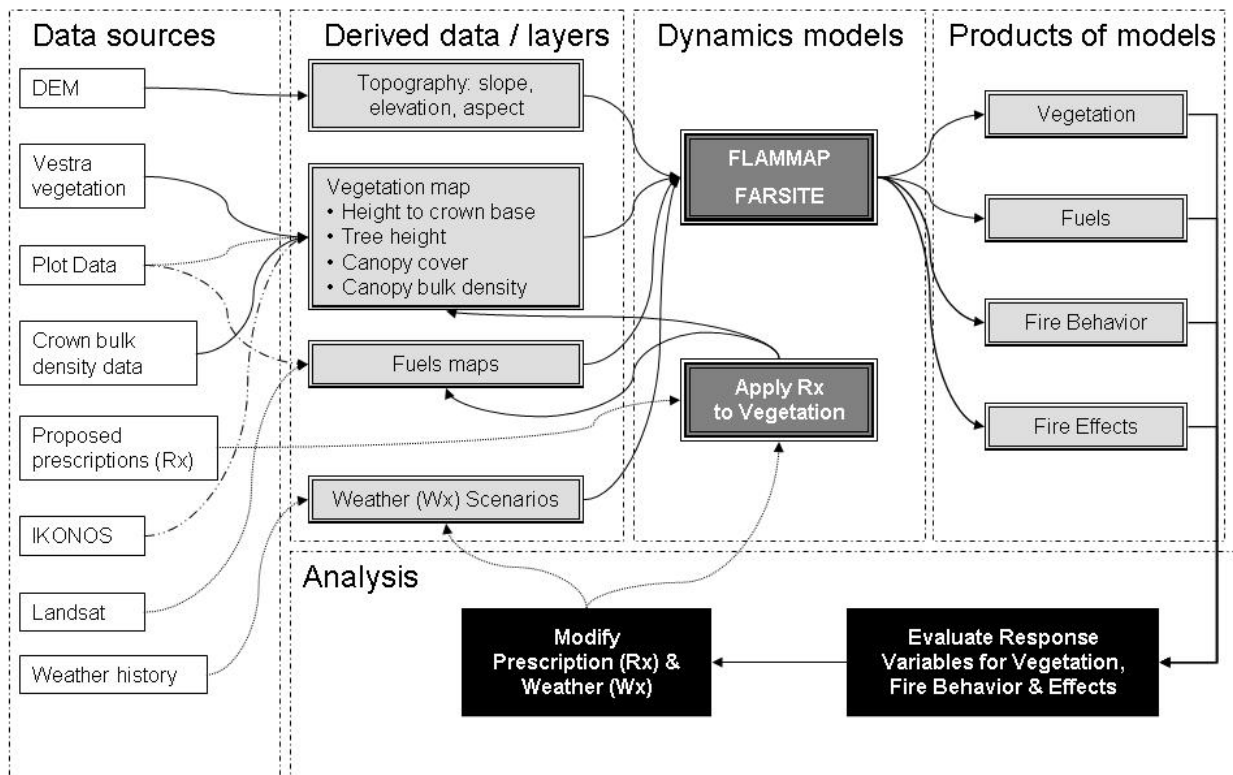 Data sources
DEM
Vestra
vegetation
Plot Data
Crown bulk
density data
Proposed
prescriptions (Rx)
IKONOS
Landsat
Weather history
Derived data / layers
Topography: slope,
elevation, aspect
Vegetation map
• Height to crown base
• Tree height
• Canopy cover
• Canopy bulk density
Fuels maps
Weather (Wx) Scenarios
Dynamics models
FLAMMAP
FARSITE
Apply Rx
to Vegetation
Products of models
Vegetation
Fuels
Fire Behavior
Fire Effects
Analysis
Modify
Prescription (Rx) &
Weather (Wx)
Evaluate Response
Variables for Vegetation,
Fire Behavior & Effects